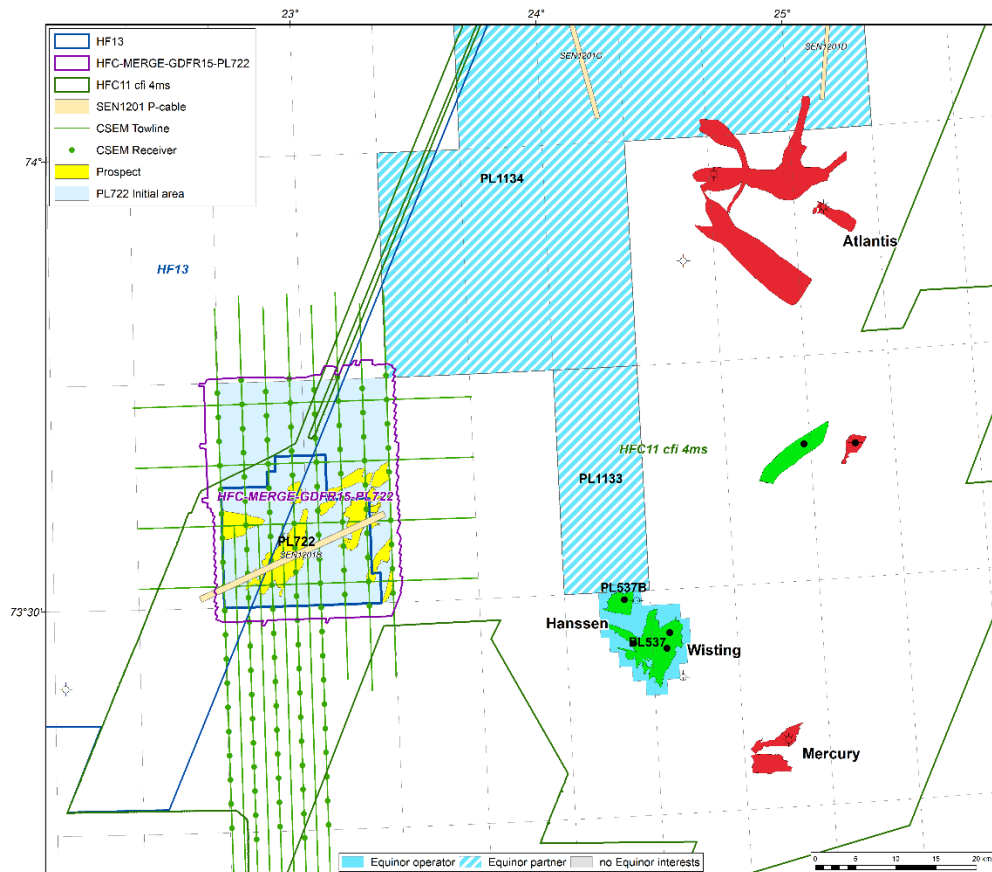 23°
24°
25°
HF13
HFC-MERGE-GDFR15-PL722
HFC11 cfi 4ms
SEN1201 P-cable
CSEM Towline
CSEM Receiver
Prospect
PL722 Initial area
SEN1201C
SEN1201D
74°
PL1134
Atlantis
HF13
HFC11 cfi 4ms
PL1133
HFC-MERGE-GDFR15-PL722
PL722
SEN1201B
73°30
PL537B
Hanssen
PL537
Wisting
Mercury
Equinor operator
Equinor partner
no Equinor interests
0 5 10 15 20 km